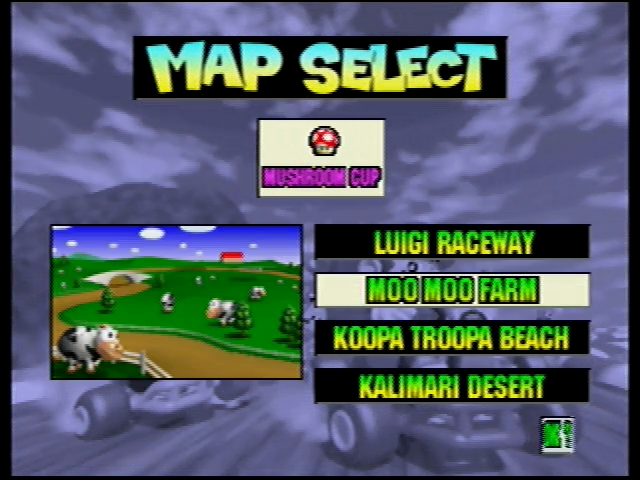 MAP SELECT
MUSHROOM CUP
LUIGI RACEWAY
MOO MOO FARM
KOOPA TROOPA BEACH
KALIMARI DESERT